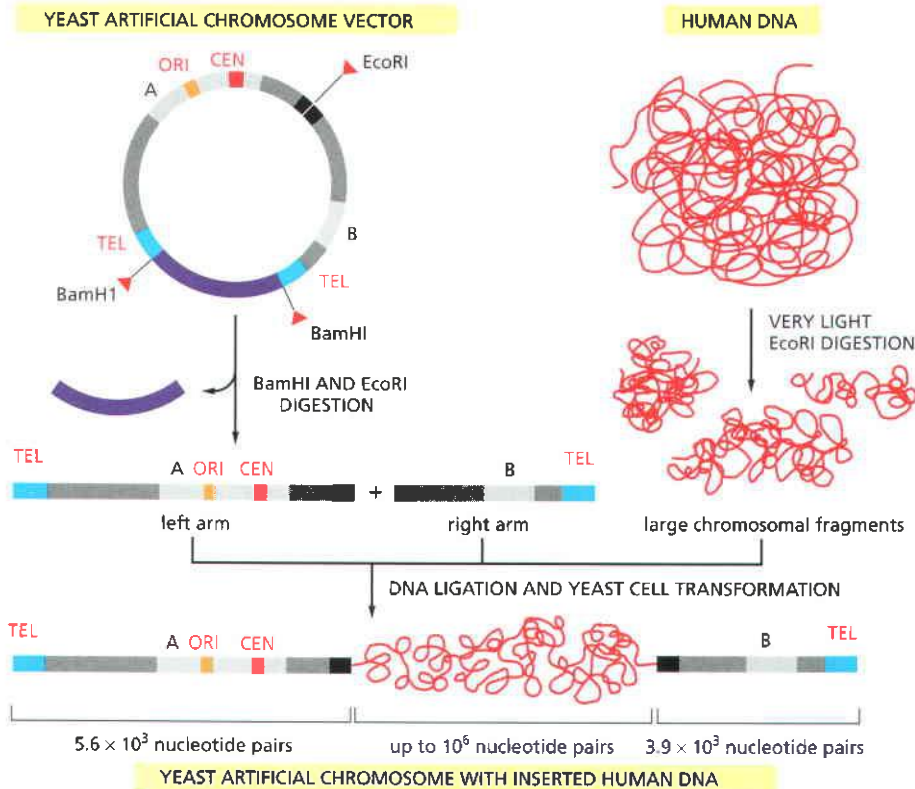 YEAST ARTIFICIAL CHROMOSOME VECTOR
HUMAN DNA
ORI
CEN
EcoRI
A
B
TEL
TEL
BamH1
BamHI
VERY LIGHT
EcoRI DIGESTION
BamHI AND EcoRI
DIGESTION
TEL
A
ORI
CEN
+
B
TEL
left arm
right arm
large chromosomal fragments
DNA LIGATION AND YEAST CELL TRANSFORMATION
TEL
A
ORI
CEN
B
TEL
5.6 × 10³ nucleotide pairs
up to 10⁶ nucleotide pairs
3.9 × 10³ nucleotide pairs
YEAST ARTIFICIAL CHROMOSOME WITH INSERTED HUMAN DNA